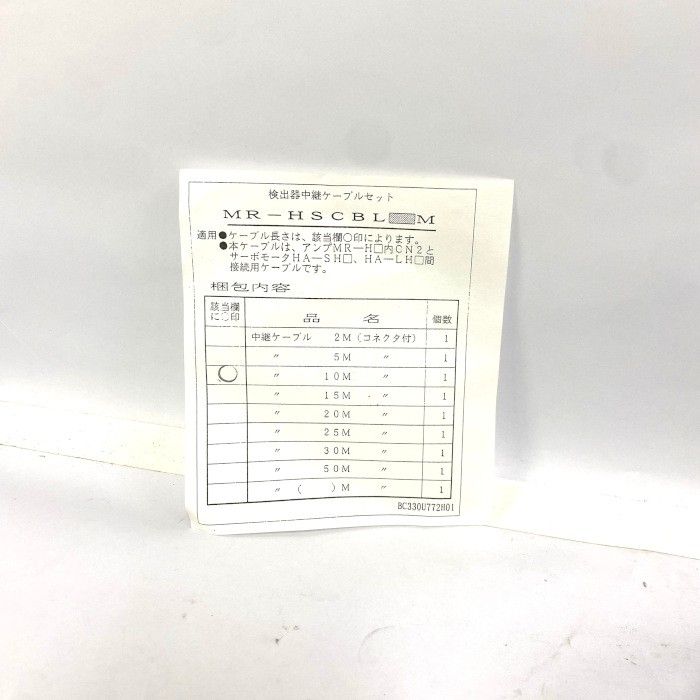 検出器中継ケーブルセット
MR-HSCBL M
適用●ケーブル長さは、該当欄〇印によります。
●本ケーブルは、アンプMR-H□内CN2と
サーボモータHA-SH□、HA-LH□間
接続用ケーブルです。
梱包内容
該当欄に〇印 品名 個数
中継ケーブル 2M(コネクタ付) 1
〃 5M 〃 1
〇 〃 10M 〃 1
〃 15M 〃 1
〃 20M 〃 1
〃 25M 〃 1
〃 30M 〃 1
〃 50M 〃 1
〃 ( )M 〃 1
BC330U772H01